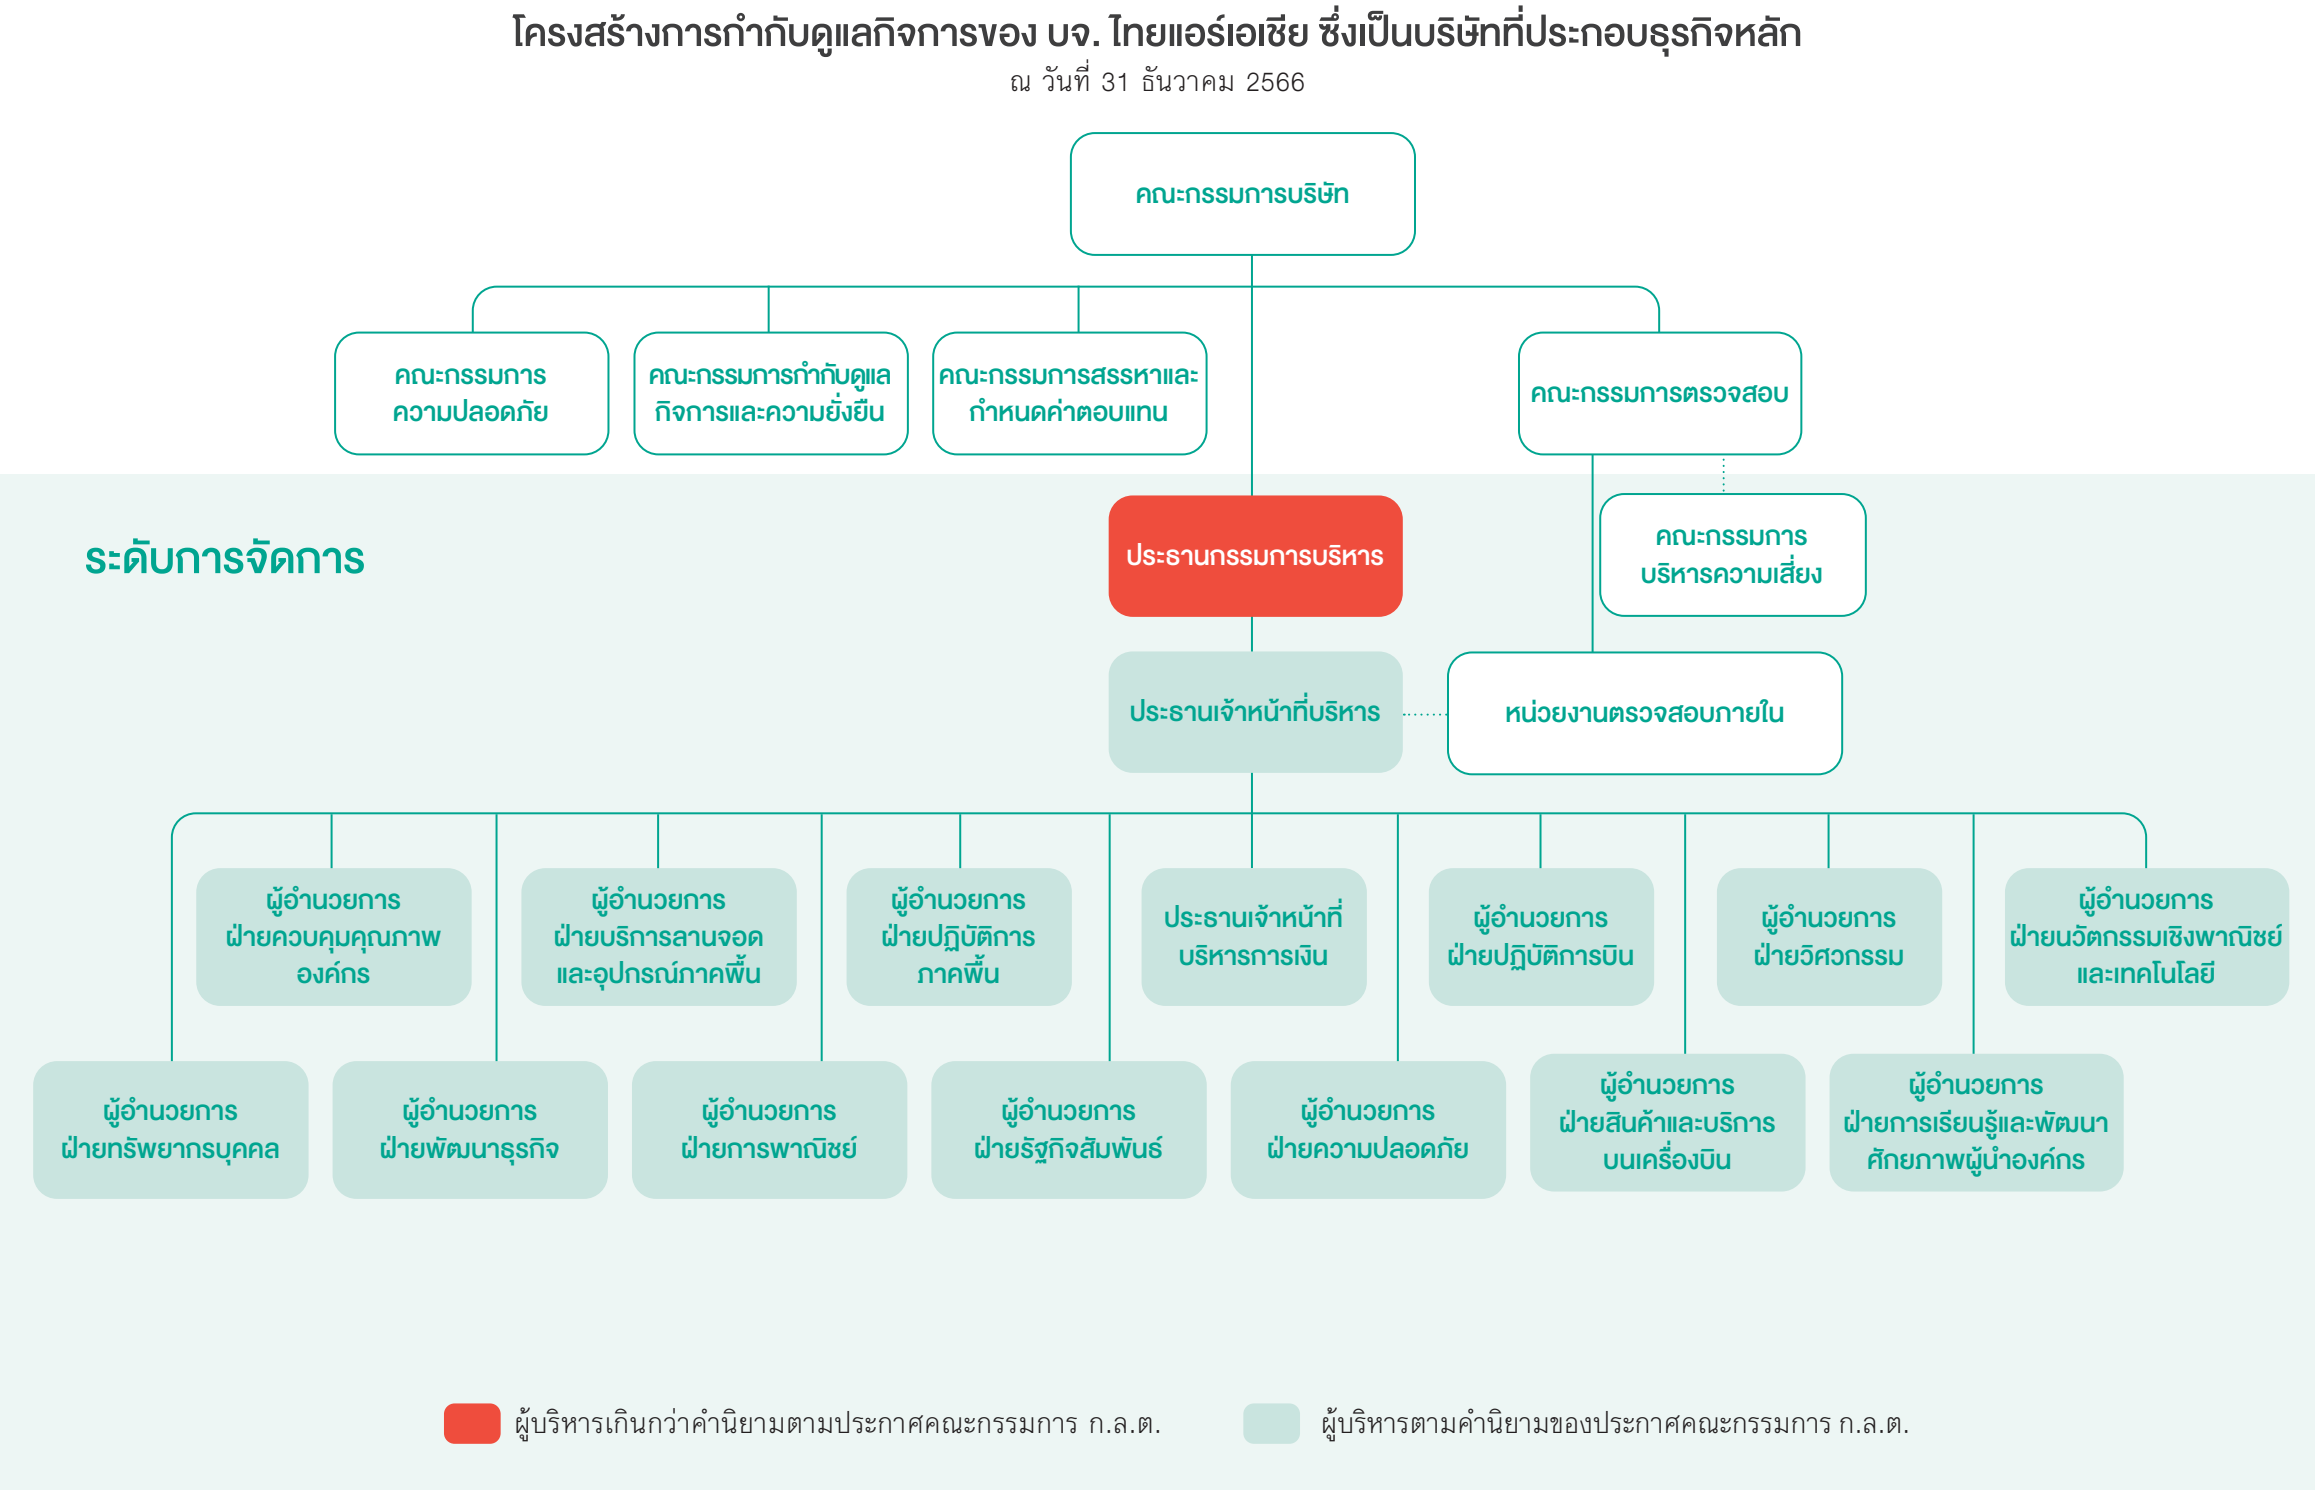 โครงสร้างการกำกับดูแลกิจการของ บจ. ไทยแอร์เอเชีย ซึ่งเป็นบริษัทที่ประกอบธุรกิจหลัก
ณ วันที่ 31 ธันวาคม 2566
คณะกรรมการบริษัท
คณะกรรมการ
ความปลอดภัย
คณะกรรมการกำกับดูแล
กิจการและความยั่งยืน
คณะกรรมการสรรหาและ
กำหนดค่าตอบแทน
คณะกรรมการตรวจสอบ
ระดับการจัดการ
ประธานกรรมการบริหาร
คณะกรรมการ
บริหารความเสี่ยง
ประธานเจ้าหน้าที่บริหาร
หน่วยงานตรวจสอบภายใน
ผู้อำนวยการ
ฝ่ายควบคุมคุณภาพ
องค์กร
ผู้อำนวยการ
ฝ่ายบริการลานจอด
และอุปกรณ์ภาคพื้น
ผู้อำนวยการ
ฝ่ายปฏิบัติการ
ภาคพื้น
ประธานเจ้าหน้าที่
บริหารการเงิน
ผู้อำนวยการ
ฝ่ายปฏิบัติการบิน
ผู้อำนวยการ
ฝ่ายวิศวกรรม
ผู้อำนวยการ
ฝ่ายนวัตกรรมเชิงพาณิชย์
และเทคโนโลยี
ผู้อำนวยการ
ฝ่ายทรัพยากรบุคคล
ผู้อำนวยการ
ฝ่ายพัฒนาธุรกิจ
ผู้อำนวยการ
ฝ่ายการพาณิชย์
ผู้อำนวยการ
ฝ่ายรัฐกิจสัมพันธ์
ผู้อำนวยการ
ฝ่ายความปลอดภัย
ผู้อำนวยการ
ฝ่ายสินค้าและบริการ
บนเครื่องบิน
ผู้อำนวยการ
ฝ่ายการเรียนรู้และพัฒนา
ศักยภาพผู้นำองค์กร
ผู้บริหารเกินกว่าคำนิยามตามประกาศคณะกรรมการ ก.ล.ต.
ผู้บริหารตามคำนิยามของประกาศคณะกรรมการ ก.ล.ต.